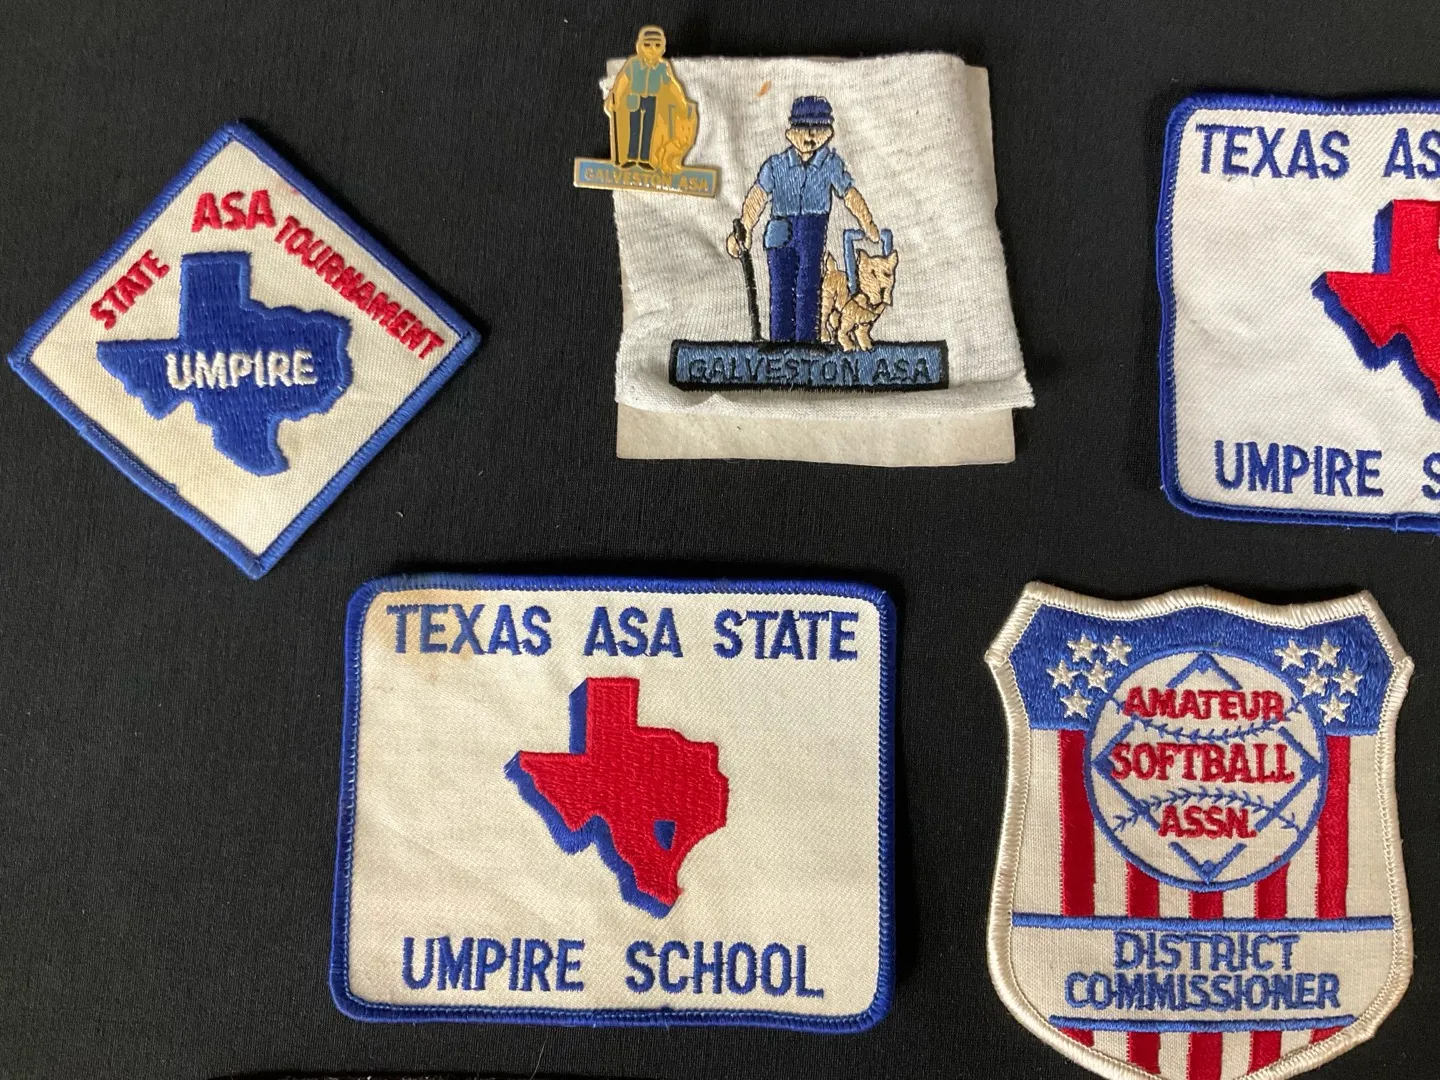 STATE ASA TOURNAMENT
UMPIRE
GALVESTON ASA
GALVESTON ASA
TEXAS AS
UMPIRE S
TEXAS ASA STATE
UMPIRE SCHOOL
AMATEUR
SOFTBALL
ASSN.
DISTRICT
COMMISSIONER